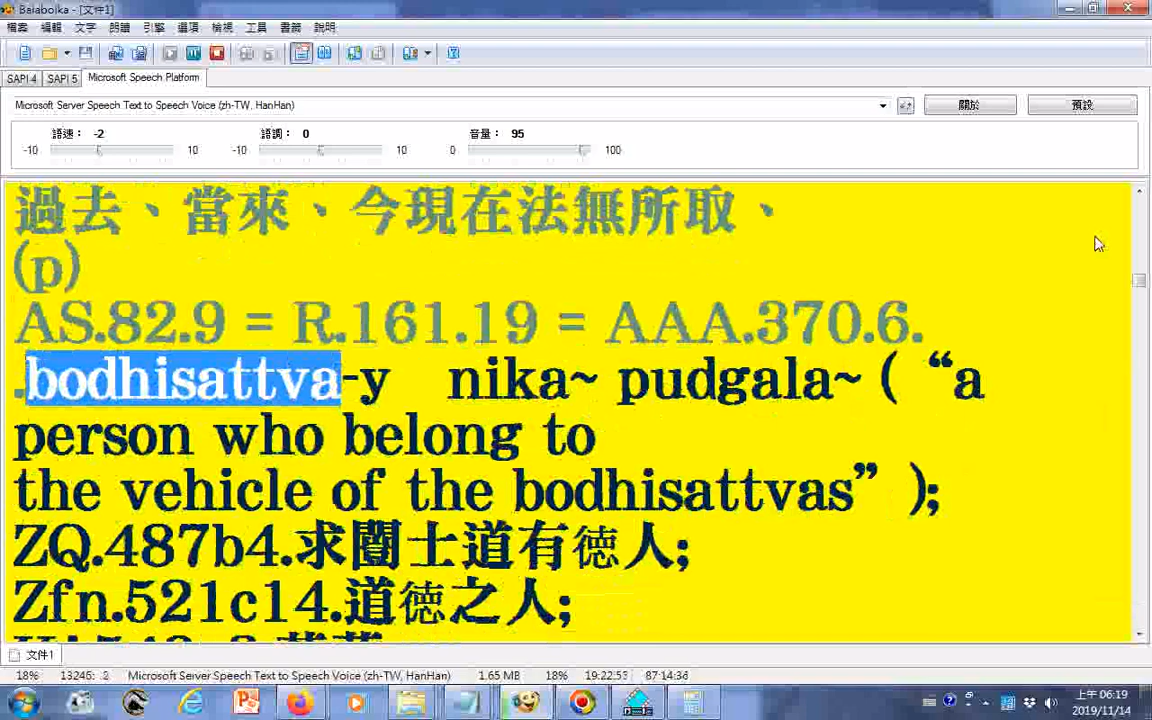 Balabolka - [文件1]
檔案 編輯 文字 朗讀 引擎 選項 檢視 工具 書籤 說明
SAPI 4 SAPI 5 Microsoft Speech Platform
Microsoft Server Speech Text to Speech Voice (zh-TW, HanHan) 關於 預設
語速： -2 語調： 0 音量： 95
-10 10 -10 10 0 100
過去、當來、今現在法無所取、
(p)
AS.82.9 = R.161.19 = AAA.370.6.
.bodhisattva-y nika~ pudgala~ ( “a
person who belong to
the vehicle of the bodhisattvas” );
ZQ.487b4.求闓士道有德人;
Zfn.521c14.道德之人;
文件1
18% 13245: 2 Microsoft Server Speech Text to Speech Voice (zh-TW, HanHan) 1.65 MB 18% 19:22:53 87:14:36
上午 06:19
2019/11/14